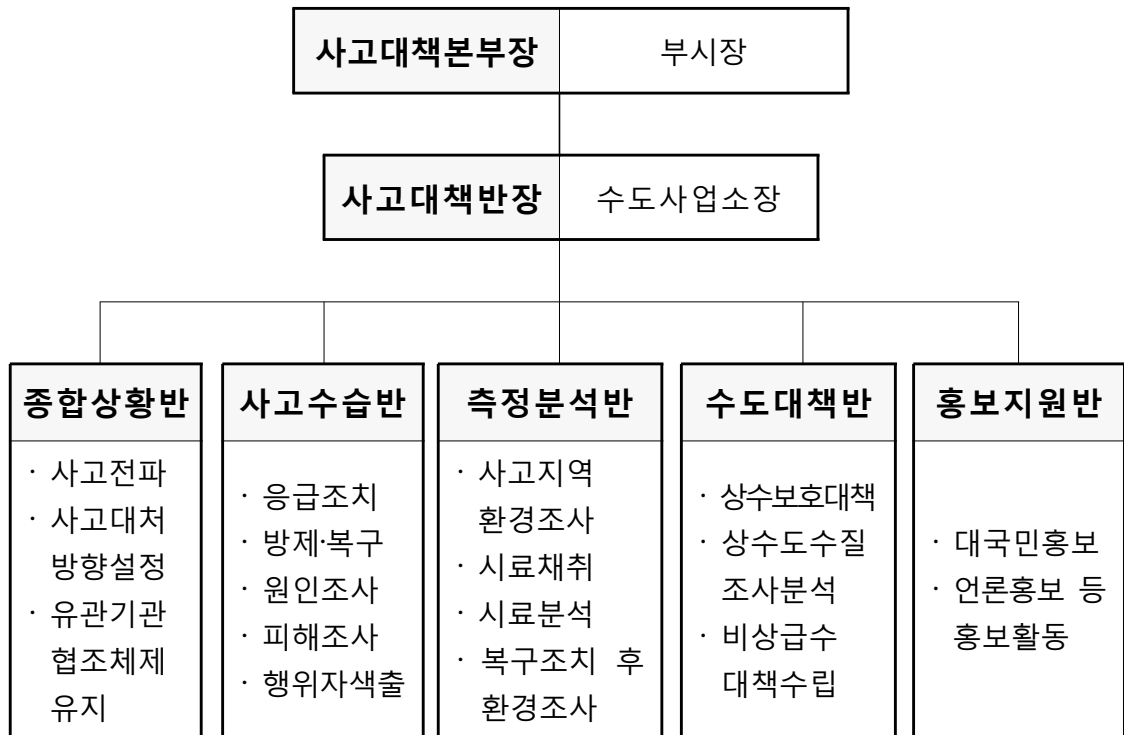 사고대책본부장 부시장
사고대책반장 수도사업소장
종합상황반
· 사고전파
· 사고대처
방향설정
· 유관기관
협조체제
유지
사고수습반
· 응급조치
· 방제·복구
· 원인조사
· 피해조사
· 행위자색출
측정분석반
· 사고지역
환경조사
· 시료채취
· 시료분석
· 복구조치 후
환경조사
수도대책반
· 상수보호대책
· 상수도수질
조사분석
· 비상급수
대책수립
홍보지원반
· 대국민홍보
· 언론홍보 등
홍보활동